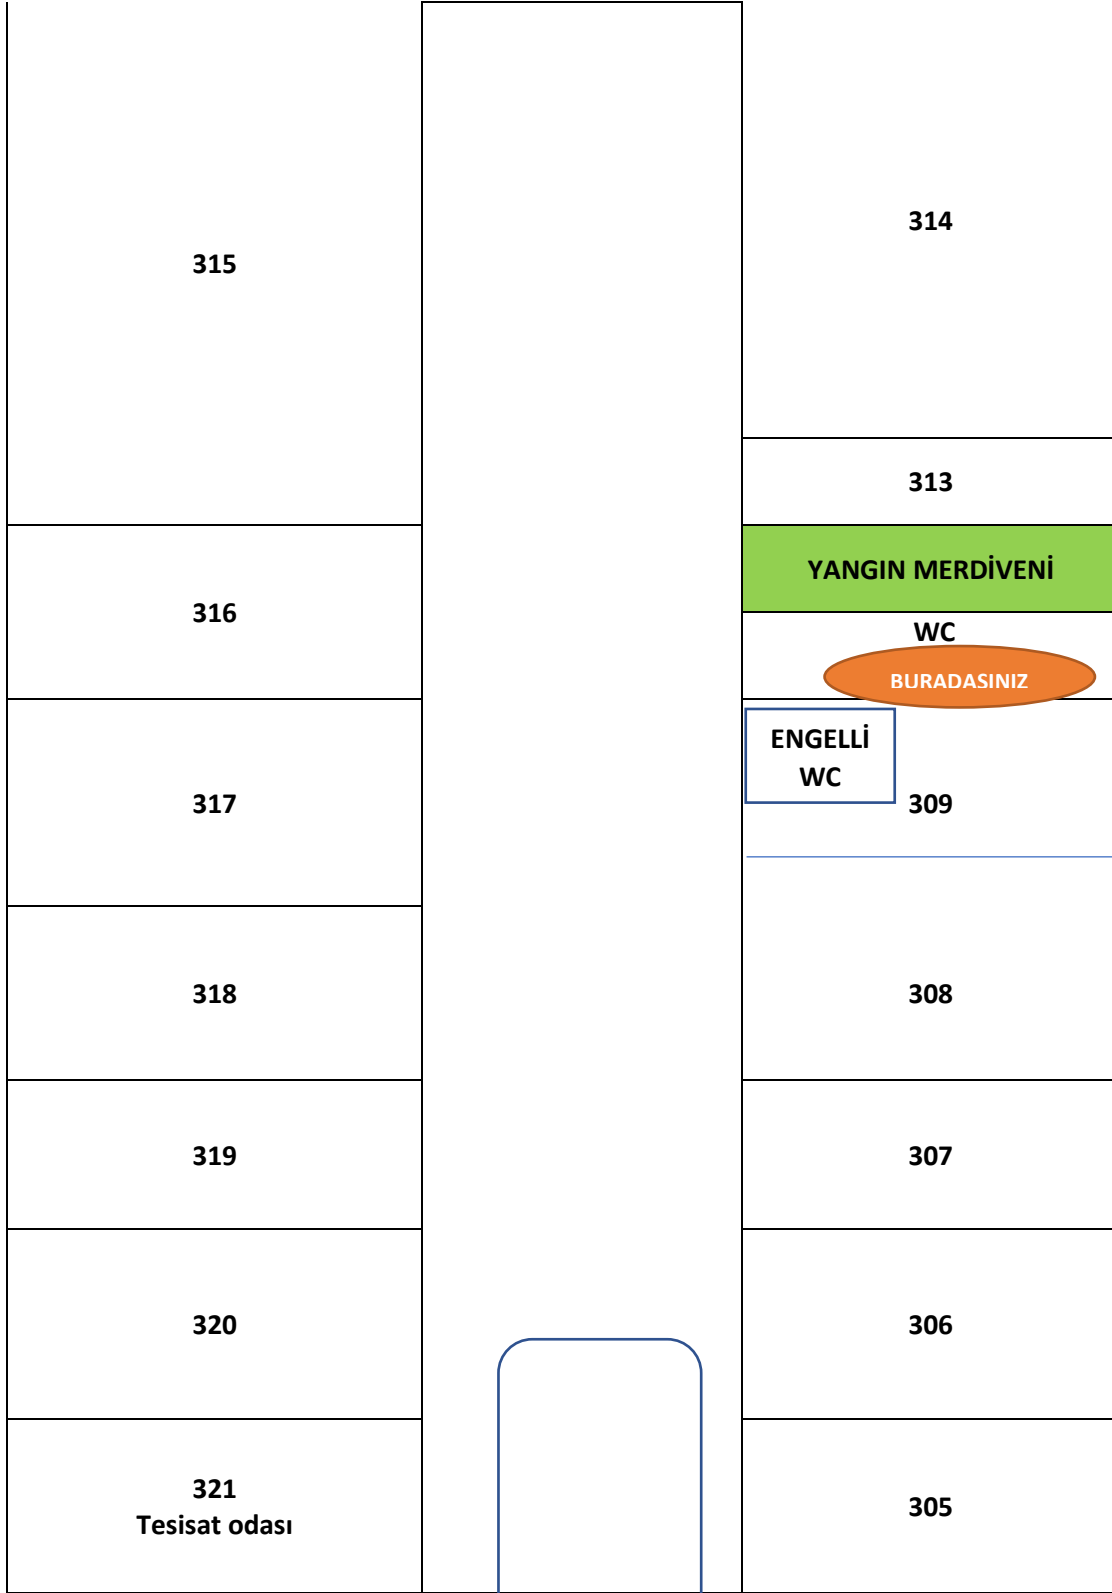 315
314
313
316
YANGIN MERDİVENİ
WC
BURADASINIZ
317
ENGELLİ
WC
309
318
308
319
307
320
306
321
Tesisat odası
305